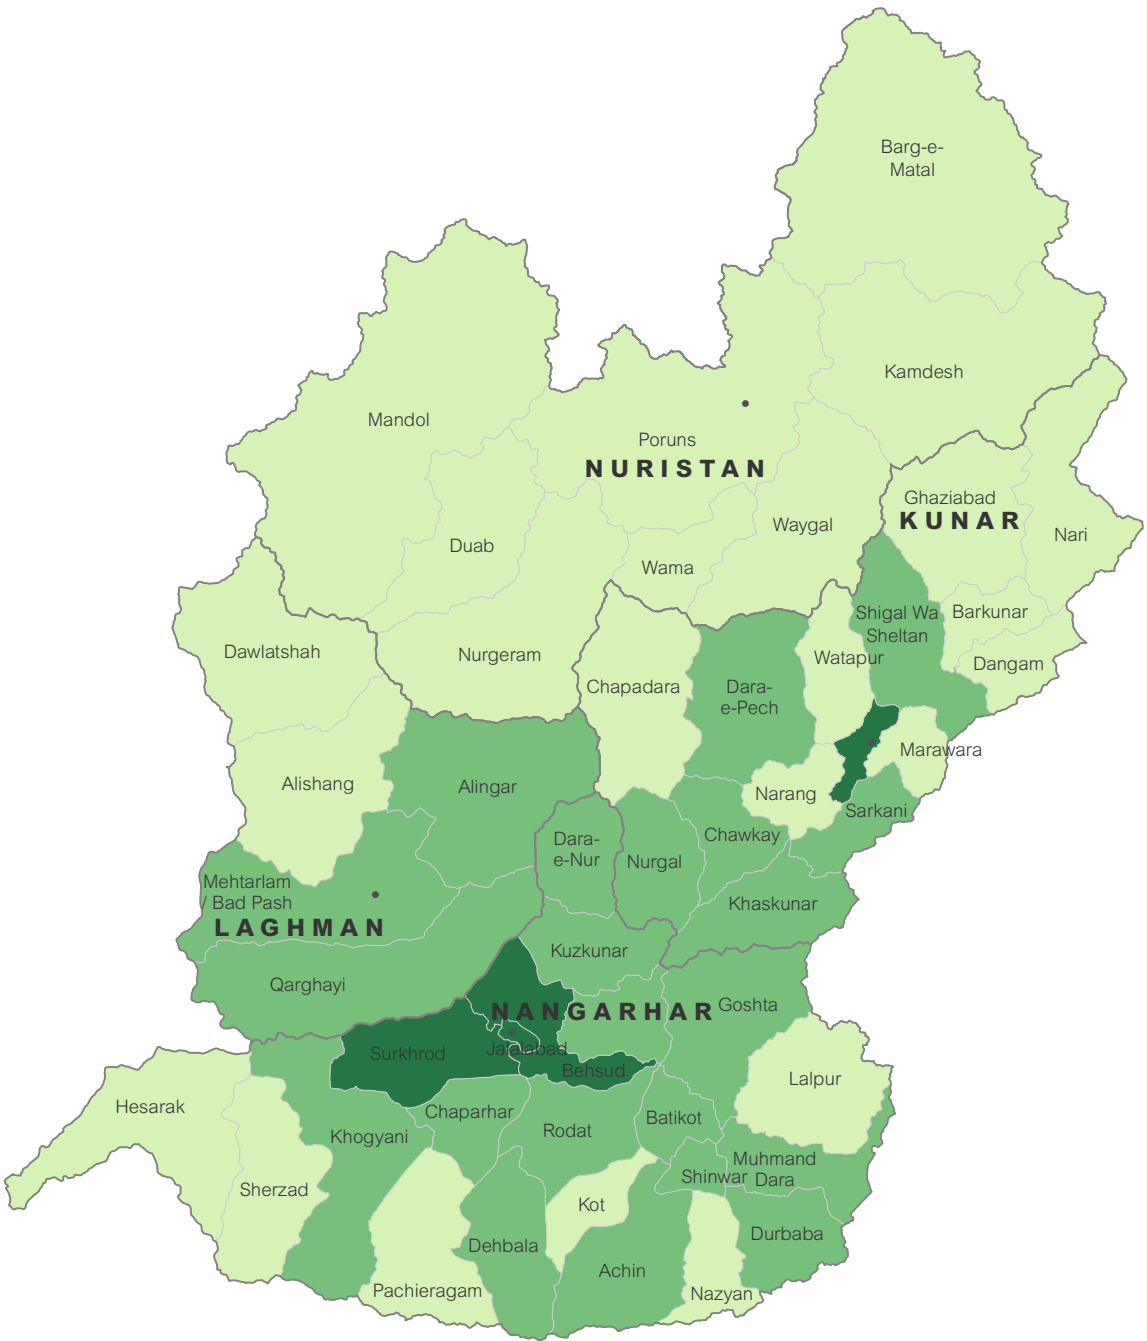 Barg-e-
Matal
Kamdesh
Mandol
Poruns
NURISTAN
Ghaziabad
KUNAR
Waygal
Nari
Duab
Wama
Shigal Wa
Sheltan
Barkunar
Dawlatshah
Nurgeram
Watapur
Dangam
Chapadara
Dara-
e-Pech
Marawara
Alishang
Alingar
Narang
Sarkani
Dara-
e-Nur
Nurgal
Chawkay
Mehtarlam
/ Bad Pash
LAGHMAN
Khaskunar
Kuzkunar
Qarghayi
NANGARHAR
Goshta
Surkhrod
Jalalabad
Behsud
Lalpur
Hesarak
Chaparhar
Khogyani
Rodat
Batikot
Muhmand
Dara
Shinwar
Sherzad
Kot
Dehbala
Durbaba
Achin
Pachieragam
Nazyan